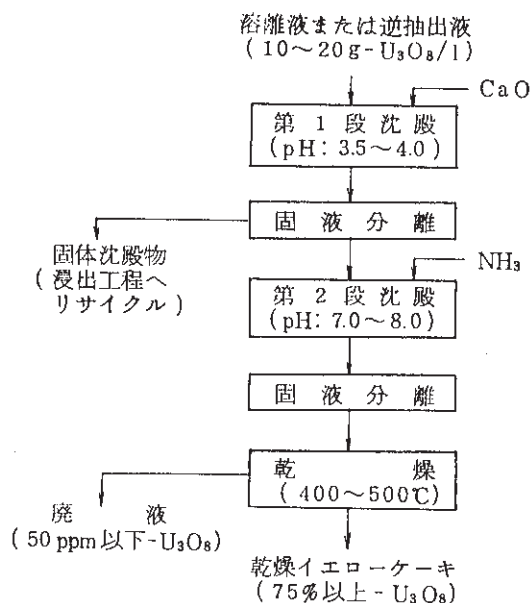 溶離液または逆抽出液
(10～20g-U₃O₈/l)
CaO
第1段沈殿
(pH: 3.5～4.0)
固液分離
固体沈殿物
(浸出工程へ
リサイクル)
NH₃
第2段沈殿
(pH: 7.0～8.0)
固液分離
乾燥
(400～500℃)
廃液
(50ppm以下-U₃O₈)
乾燥イエローケーキ
(75%以上-U₃O₈)